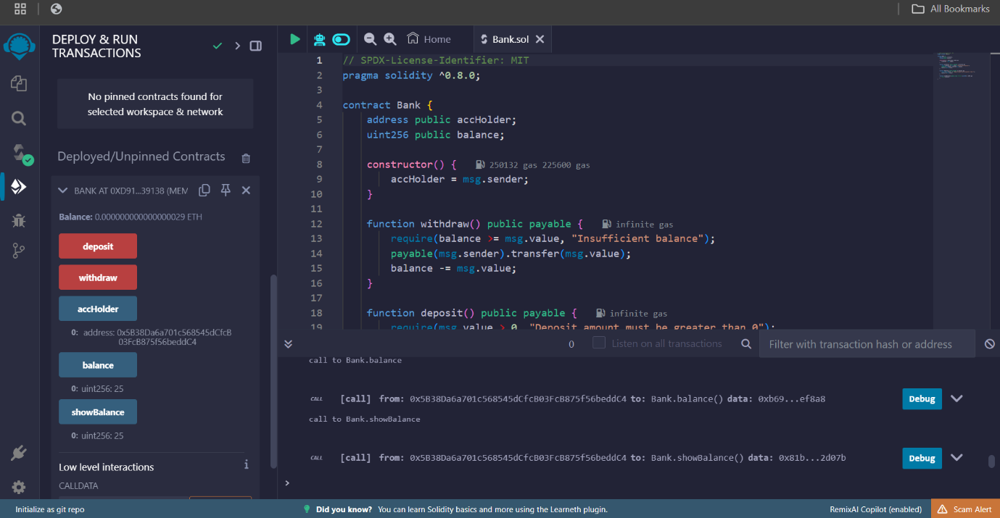 All Bookmarks
DEPLOY & RUN
TRANSACTIONS
No pinned contracts found for
selected workspace & network
Deployed/Unpinned Contracts
BANK AT 0XD91...39138 (MEM
Balance: 0.000000000000000029 ETH
deposit
withdraw
accHolder
0: address: 0x5B38Da6a701c568545dCfcB
03FcB875f56beddC4
balance
0: uint256: 25
showBalance
0: uint256: 25
Low level interactions
i
CALLDATA
Home
Bank.sol
1 // SPDX-License-Identifier: MIT
2 pragma solidity ^0.8.0;
3
4 contract Bank {
5 address public accHolder;
6 uint256 public balance;
7
8 constructor() { 250132 gas 225600 gas
9 accHolder = msg.sender;
10 }
11
12 function withdraw() public payable { infinite gas
13 require(balance >= msg.value, "Insufficient balance");
14 payable(msg.sender).transfer(msg.value);
15 balance -= msg.value;
16 }
17
18 function deposit() public payable { infinite gas
19 require(msg.value > 0, "Deposit amount must be greater than 0");
0
Listen on all transactions
Filter with transaction hash or address
call to Bank.balance
CALL [call] from: 0x5B38Da6a701c568545dCfcB03FcB875f56beddC4 to: Bank.balance() data: 0xb69...ef8a8
Debug
call to Bank.showBalance
CALL [call] from: 0x5B38Da6a701c568545dCfcB03FcB875f56beddC4 to: Bank.showBalance() data: 0x81b...2d07b
Debug
>
Initialize as git repo
Did you know? You can learn Solidity basics and more using the Learneth plugin.
RemixAI Copilot (enabled)
Scam Alert